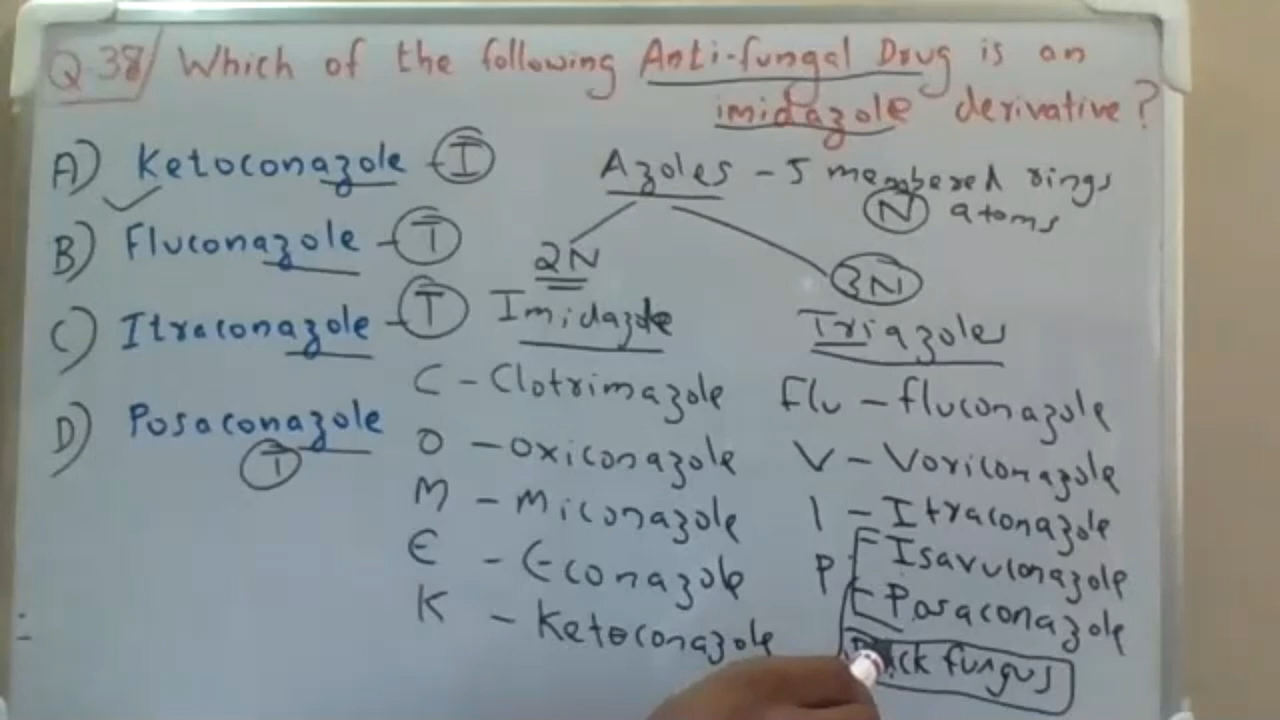 Q.38/ Which of the following Anti-fungal Drug is an
imidazole derivative?
A) Ketoconazole - I
B) Fluconazole - T
C) Itraconazole - T
D) Posaconazole
T
Azoles - 5 membered rings
N atoms
2N
Imidazole
C - Clotrimazole
O - Oxiconazole
M - Miconazole
E - Econazole
K - Ketoconazole
3N
Triazoles
Flu - fluconazole
V - Voriconazole
I - Itraconazole
Isavuconazole
P - Posaconazole
fungus